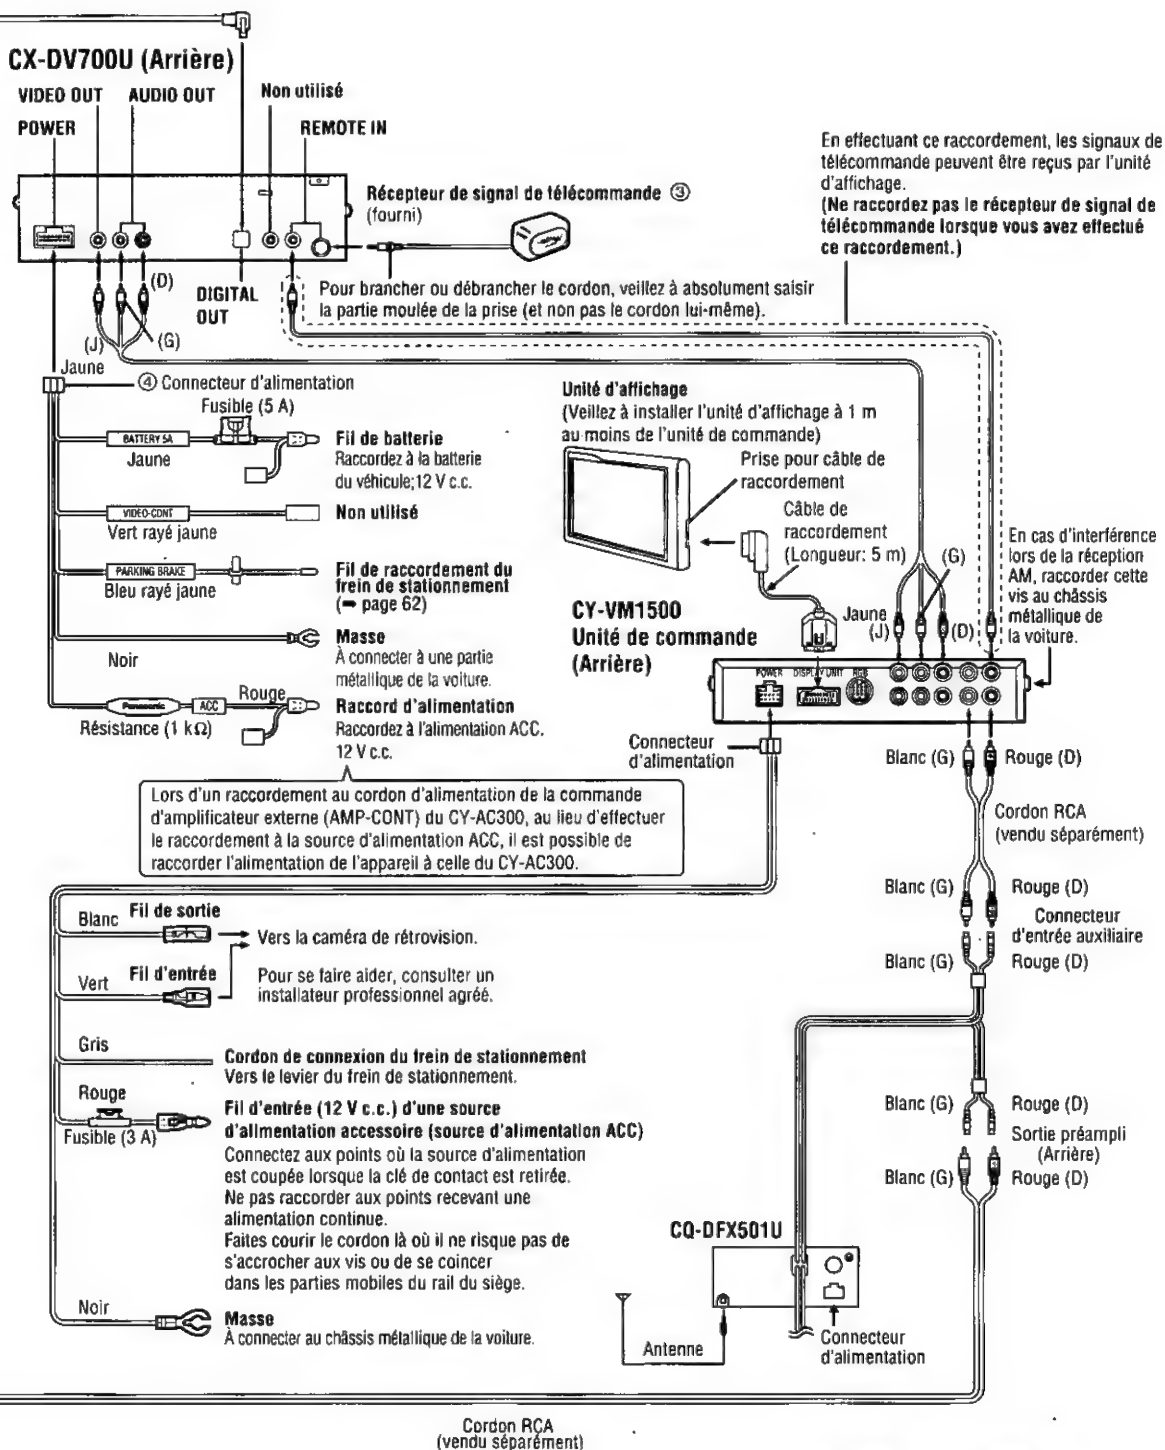 CX-DV700U (Arrière)
VIDEO OUT
AUDIO OUT
Non utilisé
POWER
REMOTE IN
En effectuant ce raccordement, les signaux de
télécommande peuvent être reçus par l'unité
d'affichage.
(Ne raccordez pas le récepteur de signal de
télécommande lorsque vous avez effectué
ce raccordement.)
Récepteur de signal de télécommande ③
(fourni)
(D)
DIGITAL
OUT
Pour brancher ou débrancher le cordon, veillez à absolument saisir
la partie moulée de la prise (et non pas le cordon lui-même).
(J)
(G)
Jaune
④ Connecteur d'alimentation
Fusible (5 A)
BATTERY 5A
Jaune
Fil de batterie
Raccordez à la batterie
du véhicule;12 V c.c.
VIDEO-CONT
Vert rayé jaune
Non utilisé
PARKING BRAKE
Bleu rayé jaune
Fil de raccordement du
frein de stationnement
(➡ page 62)
Noir
Masse
À connecter à une partie
métallique de la voiture.
Panasonic
ACC
Rouge
Résistance (1 kΩ)
Raccord d'alimentation
Raccordez à l'alimentation ACC.
12 V c.c.
Lors d'un raccordement au cordon d'alimentation de la commande
d'amplificateur externe (AMP-CONT) du CY-AC300, au lieu d'effectuer
le raccordement à la source d'alimentation ACC, il est possible de
raccorder l'alimentation de l'appareil à celle du CY-AC300.
Unité d'affichage
(Veillez à installer l'unité d'affichage à 1 m
au moins de l'unité de commande)
Prise pour câble de
raccordement
Câble de
raccordement
(Longueur: 5 m)
(G)
Jaune
(J)
(D)
En cas d'interférence
lors de la réception
AM, raccorder cette
vis au châssis
métallique de
la voiture.
CY-VM1500
Unité de commande
(Arrière)
POWER
DISPLAY UNIT
RGB
Connecteur
d'alimentation
Blanc (G)
Rouge (D)
Cordon RCA
(vendu séparément)
Blanc (G)
Rouge (D)
Connecteur
d'entrée auxiliaire
Blanc (G)
Rouge (D)
Blanc
Fil de sortie
Vers la caméra de rétrovision.
Vert
Fil d'entrée
Pour se faire aider, consulter un
installateur professionnel agréé.
Gris
Cordon de connexion du frein de stationnement
Vers le levier du frein de stationnement.
Rouge
Fusible (3 A)
Fil d'entrée (12 V c.c.) d'une source
d'alimentation accessoire (source d'alimentation ACC)
Connectez aux points où la source d'alimentation
est coupée lorsque la clé de contact est retirée.
Ne pas raccorder aux points recevant une
alimentation continue.
Faites courir le cordon là où il ne risque pas de
s'accrocher aux vis ou de se coincer
dans les parties mobiles du rail du siège.
Noir
Masse
À connecter au châssis métallique de la voiture.
Blanc (G)
Rouge (D)
Sortie préampli
(Arrière)
Blanc (G)
Rouge (D)
CQ-DFX501U
Antenne
Connecteur
d'alimentation
Cordon RCA
(vendu séparément)